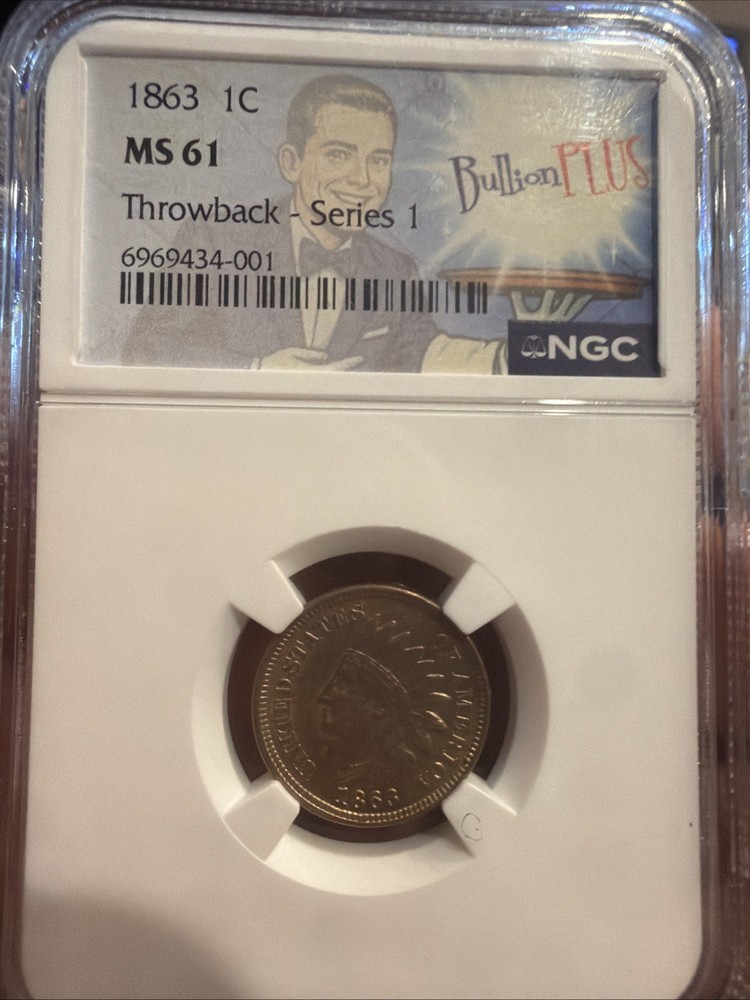 1863 1C
MS 61
BullionPLUS
Throwback - Series 1
6969434-001
NGC
UNITED STATES OF AMERICA
1863